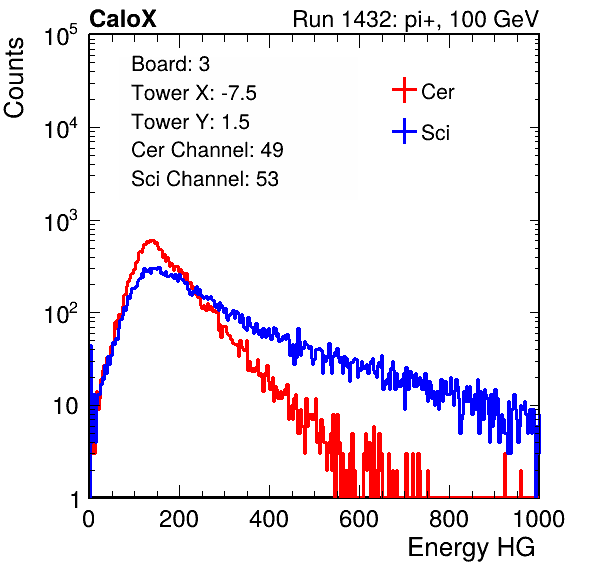 CaloX Run 1432: pi+, 100 GeV
Counts
Board: 3
Tower X: -7.5
Tower Y: 1.5
Cer Channel: 49
Sci Channel: 53
Cer
Sci
10^5
10^4
10^3
10^2
10
1
0 200 400 600 800 1000
Energy HG